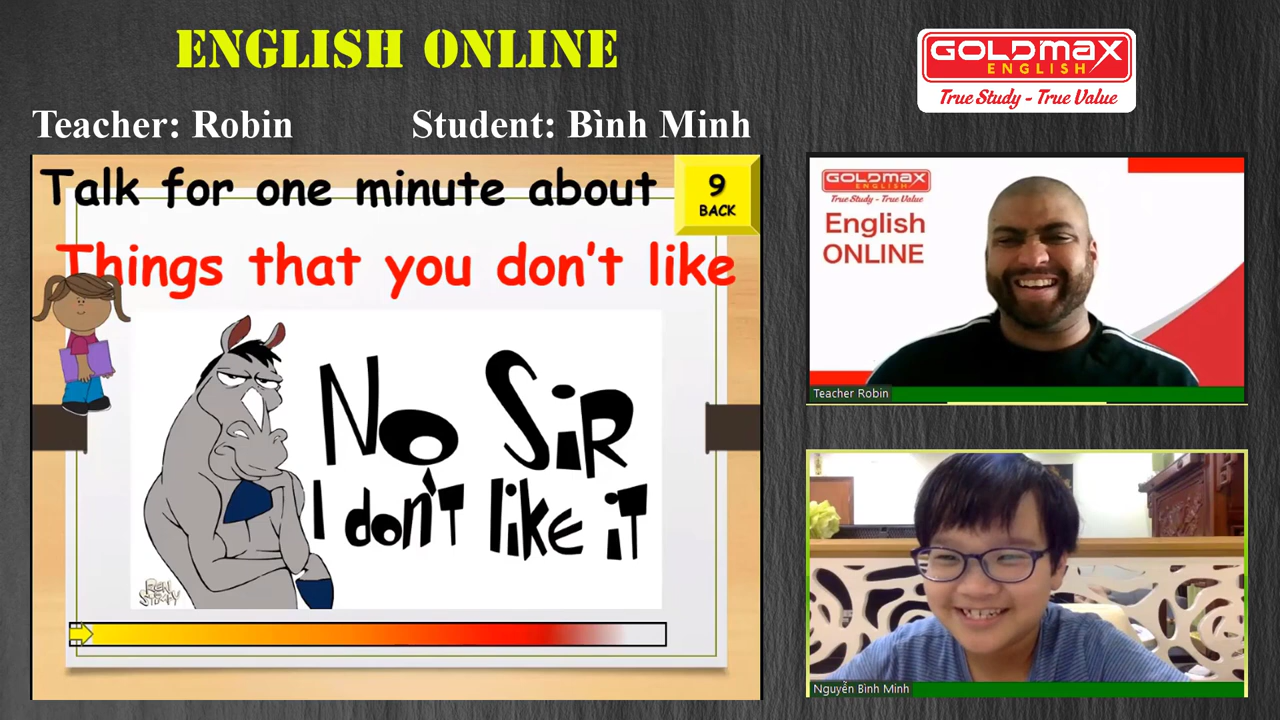 ENGLISH ONLINE
GOLDMAX
ENGLISH
True Study - True Value
Teacher: Robin
Student: Bình Minh
Talk for one minute about
9
BACK
Things that you don't like
No SiR
I don't like iT
REN
STIMPY
GOLDMAX
ENGLISH
True Study - True Value
English
ONLINE
Teacher Robin
Nguyễn Bình Minh